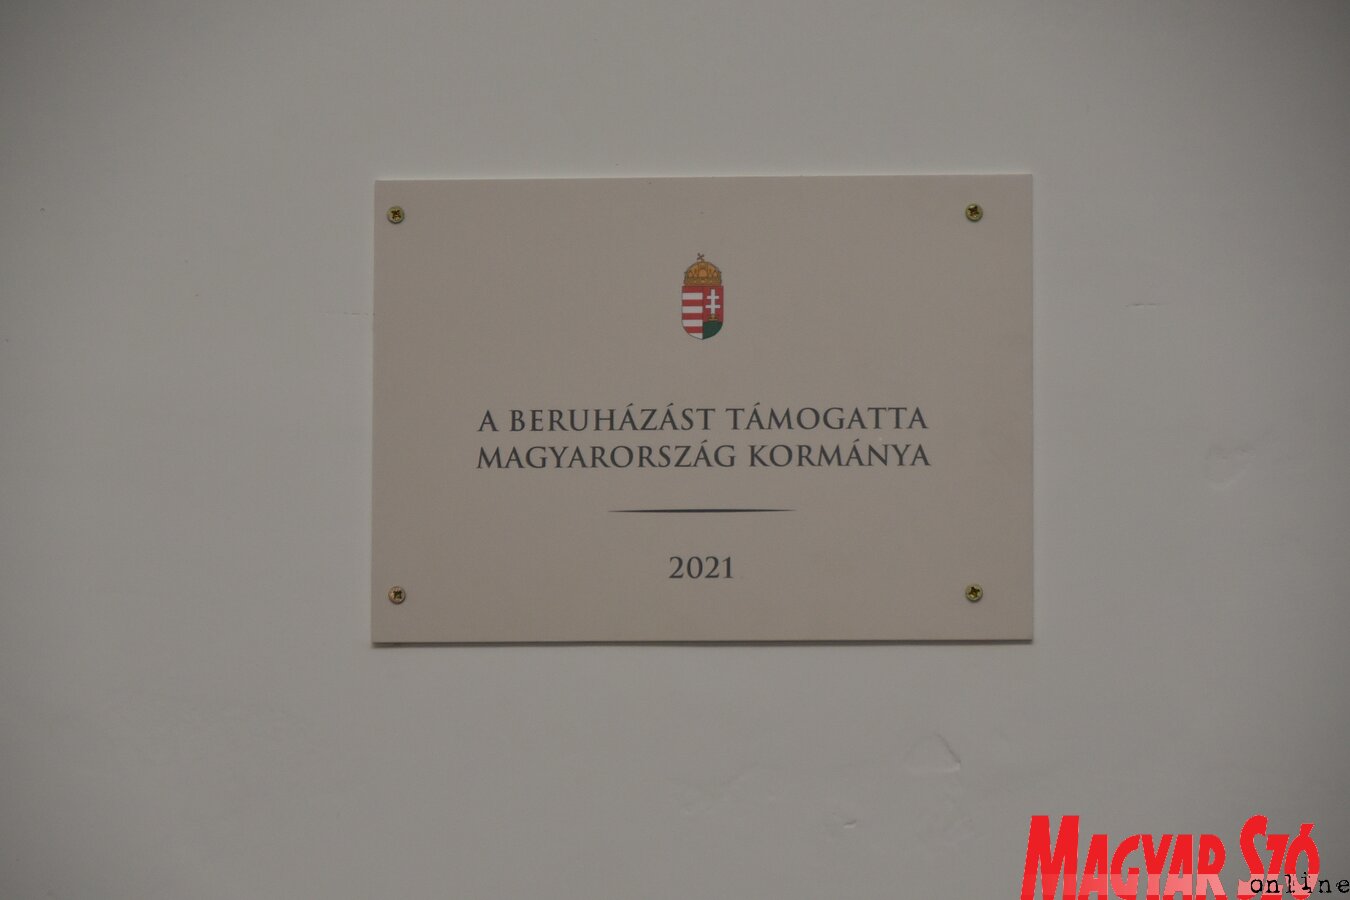 A BERUHÁZÁST TÁMOGATTA
MAGYARORSZÁG KORMÁNYA
2021
MAGYAR SZÓ
online